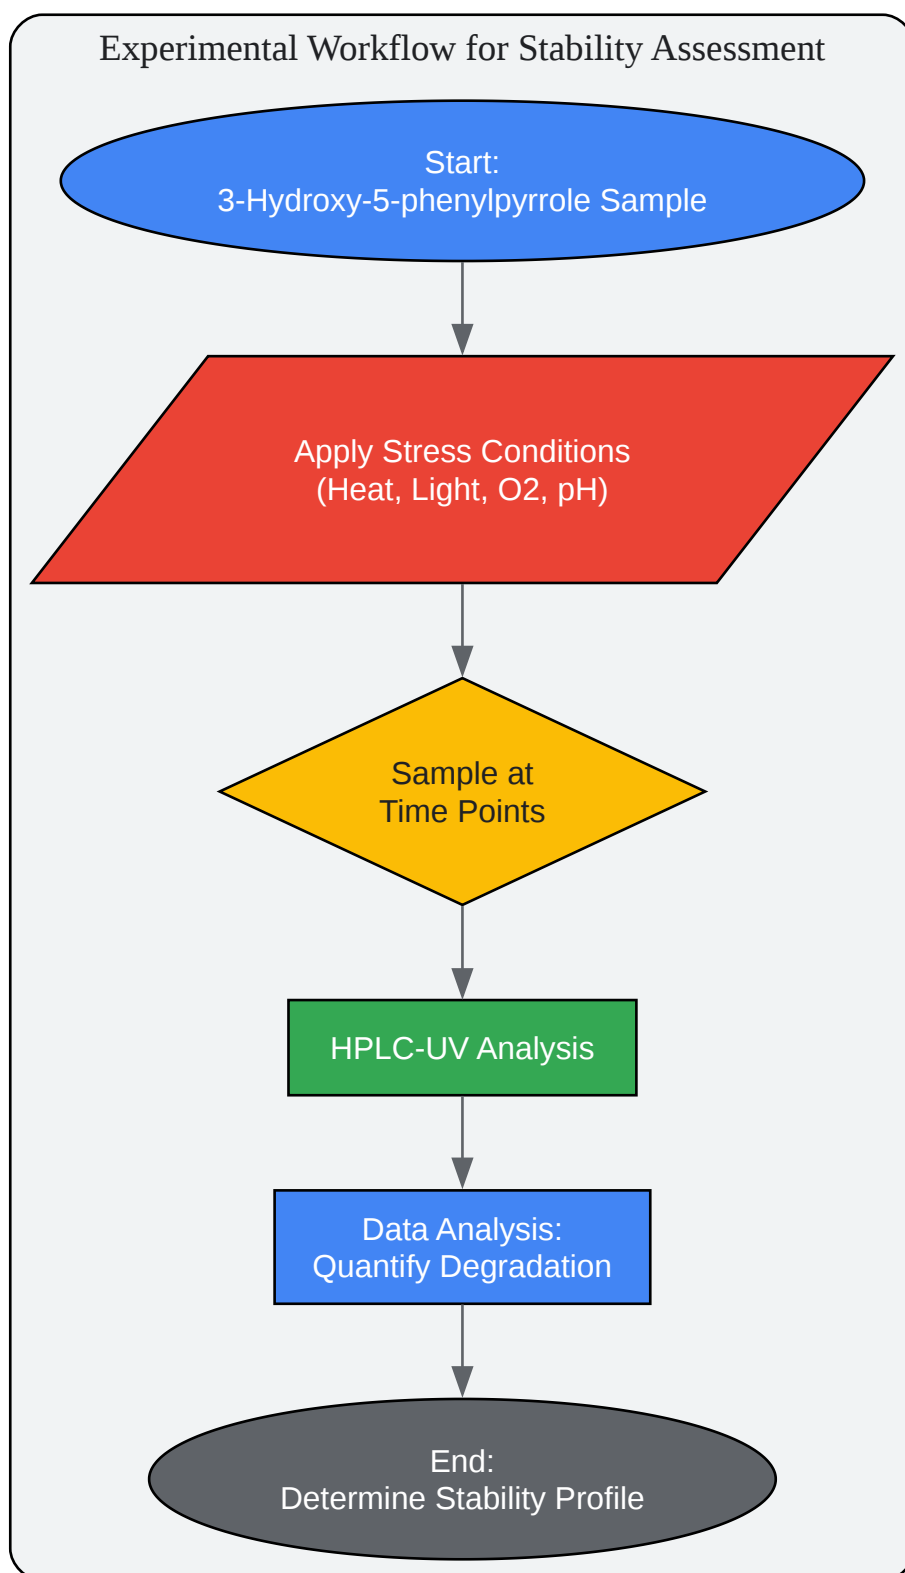 Experimental Workflow for Stability Assessment
Start:
3-Hydroxy-5-phenylpyrrole Sample
Apply Stress Conditions
(Heat, Light, O2, pH)
Sample at
Time Points
HPLC-UV Analysis
Data Analysis:
Quantify Degradation
End:
Determine Stability Profile